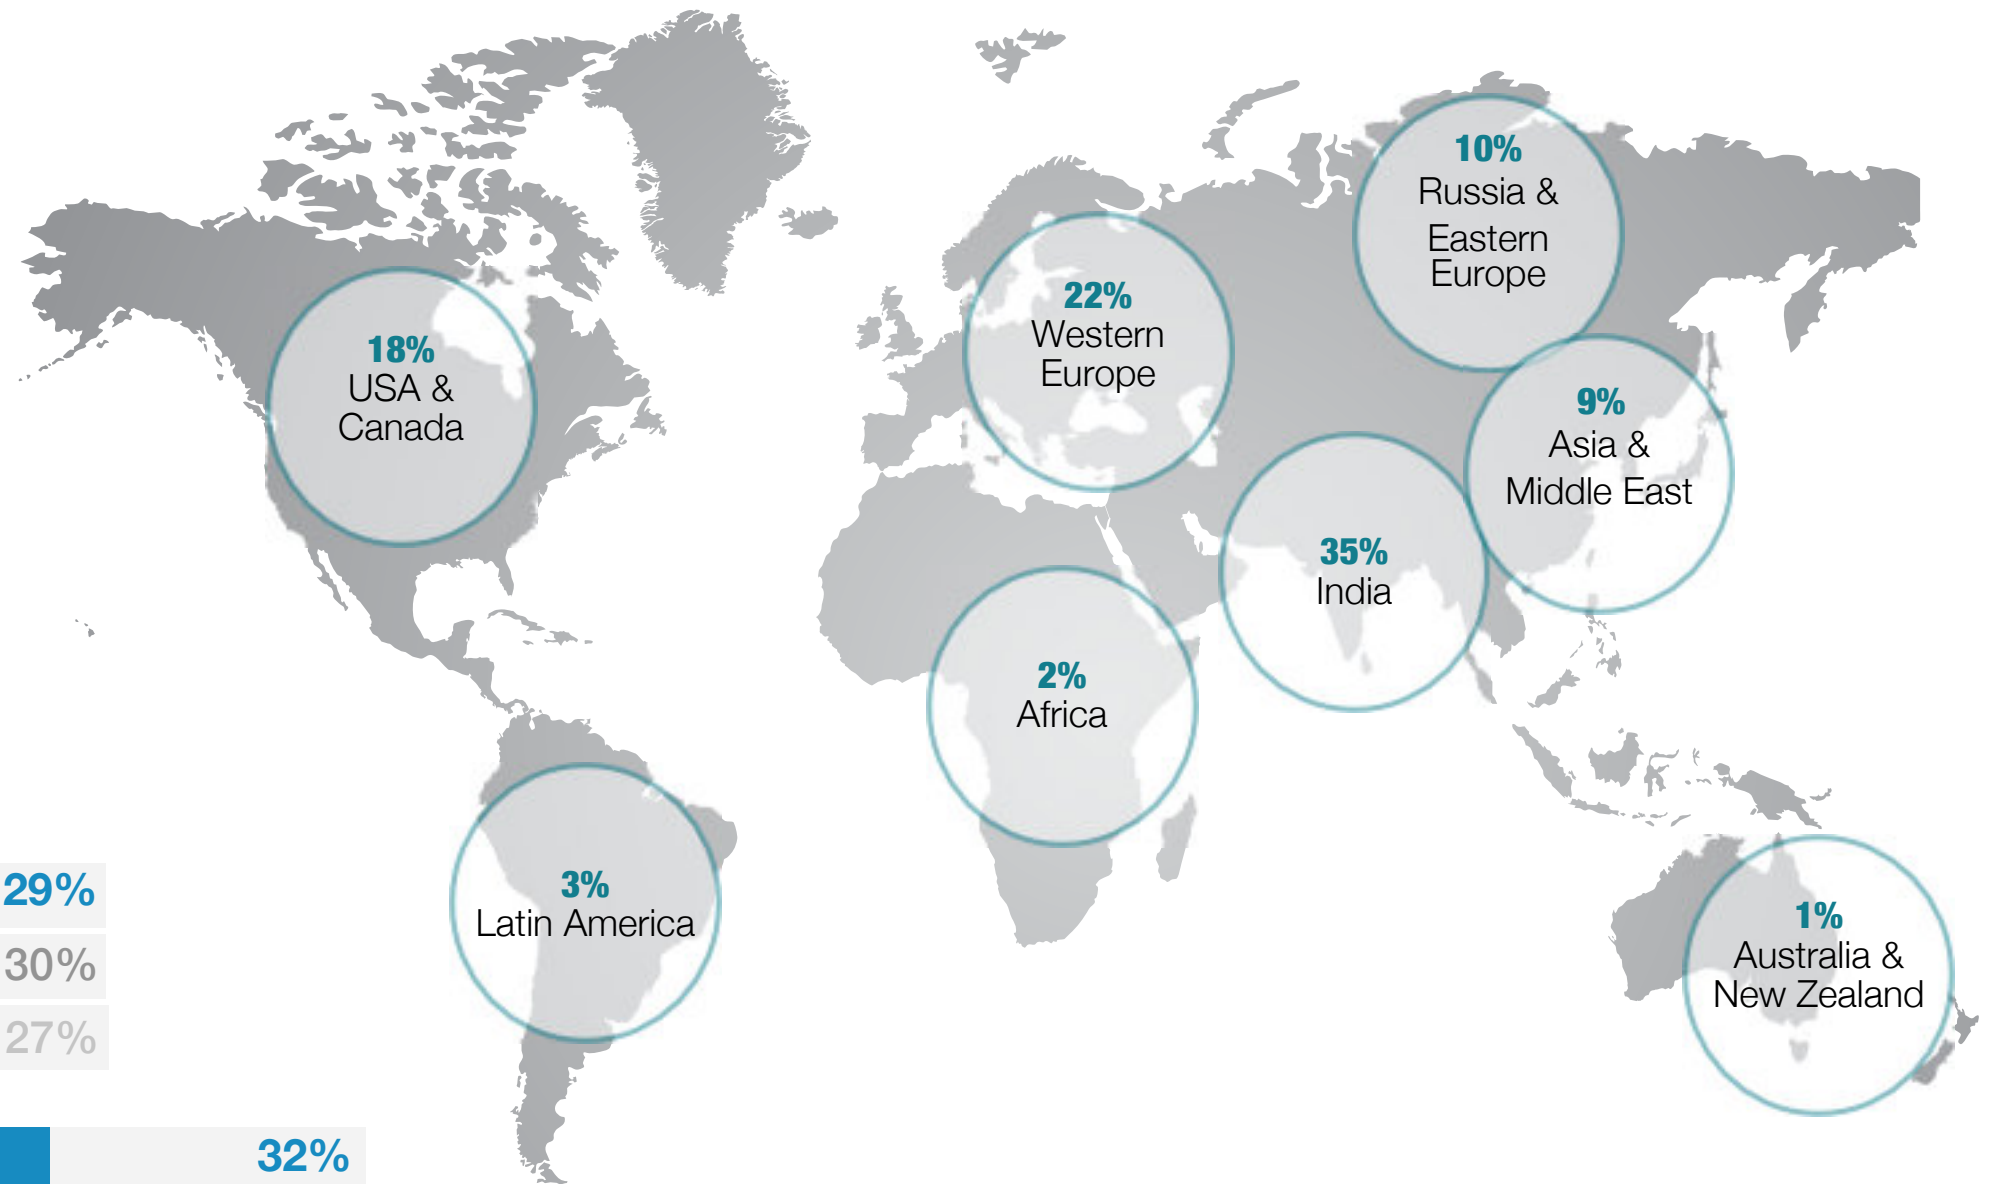 10%
Russia &
Eastern
Europe
22%
Western
Europe
18%
USA &
Canada
9%
Asia &
Middle East
35%
India
2%
Africa
3%
Latin America
1%
Australia &
New Zealand
29%
30%
27%
32%